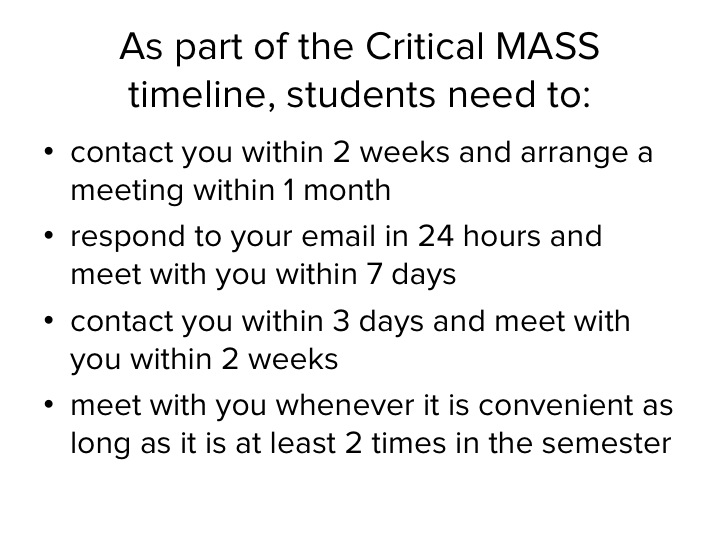 As part of the Critical MASS
timeline, students need to:
• contact you within 2 weeks and arrange a
meeting within 1 month
• respond to your email in 24 hours and
meet with you within 7 days
• contact you within 3 days and meet with
you within 2 weeks
• meet with you whenever it is convenient as
long as it is at least 2 times in the semester